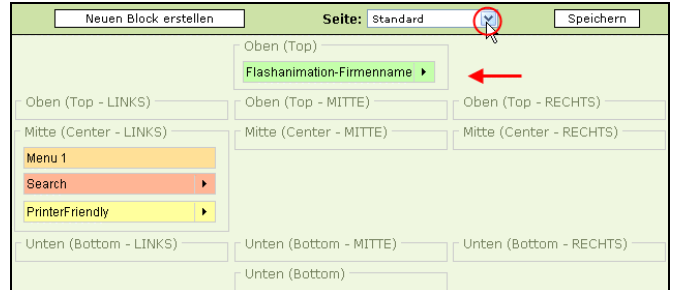 Neuen Block erstellen Seite: Standard Speichern
Oben (Top)
Flashanimation-Firmenname
Oben (Top - LINKS) Oben (Top - MITTE) Oben (Top - RECHTS)
Mitte (Center - LINKS) Mitte (Center - MITTE) Mitte (Center - RECHTS)
Menu 1
Search
PrinterFriendly
Unten (Bottom - LINKS) Unten (Bottom - MITTE) Unten (Bottom - RECHTS)
Unten (Bottom)